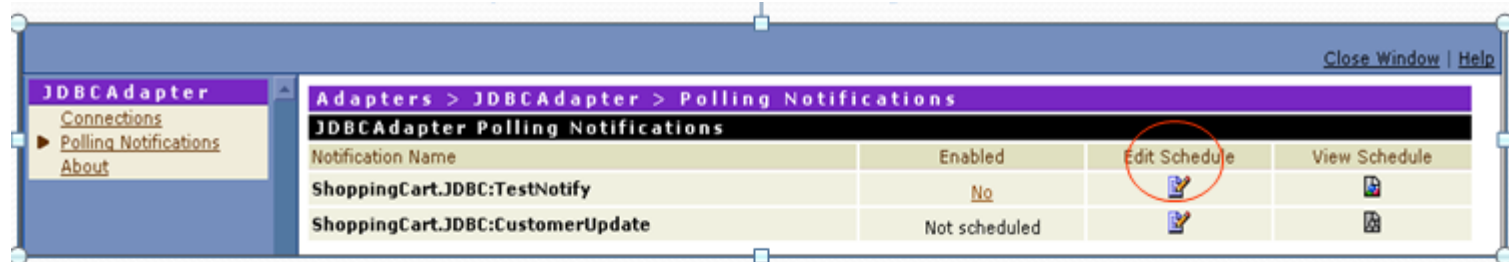 Close Window | Help
JDBCAdapter
Connections
Polling Notifications
About
Adapters > JDBCAdapter > Polling Notifications
JDBCAdapter Polling Notifications
Notification Name Enabled Edit Schedule View Schedule
ShoppingCart.JDBC:TestNotify No
ShoppingCart.JDBC:CustomerUpdate Not scheduled